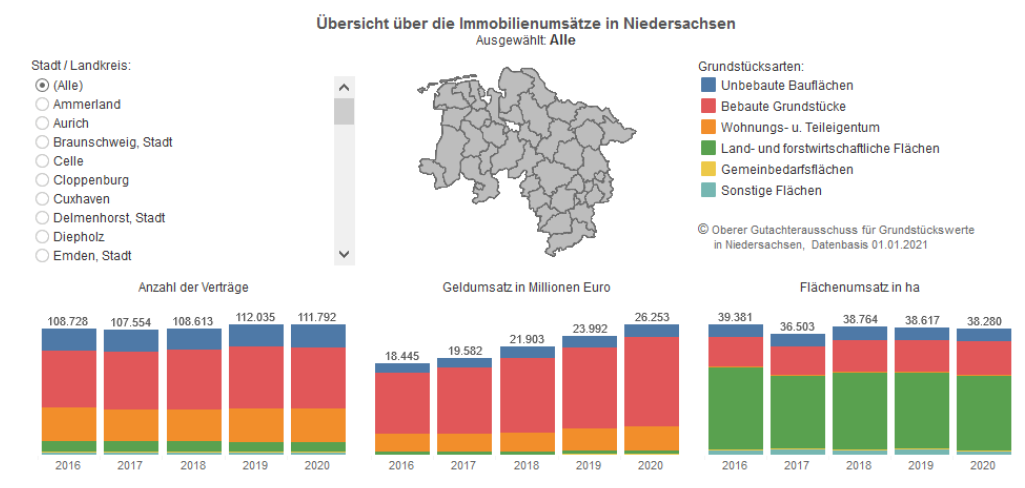 Übersicht über die Immobilienumsätze in Niedersachsen
Ausgewählt: Alle
Stadt / Landkreis:
(Alle)
Ammerland
Aurich
Braunschweig, Stadt
Celle
Cloppenburg
Cuxhaven
Delmenhorst, Stadt
Diepholz
Emden, Stadt
Grundstücksarten:
Unbebaute Bauflächen
Bebaute Grundstücke
Wohnungs- u. Teileigentum
Land- und forstwirtschaftliche Flächen
Gemeinbedarfsflächen
Sonstige Flächen
© Oberer Gutachterausschuss für Grundstückswerte
in Niedersachsen, Datenbasis 01.01.2021
Anzahl der Verträge
108.728 107.554 108.613 112.035 111.792
2016 2017 2018 2019 2020
Geldumsatz in Millionen Euro
18.445 19.582 21.903 23.992 26.253
2016 2017 2018 2019 2020
Flächenumsatz in ha
39.381 36.503 38.764 38.617 38.280
2016 2017 2018 2019 2020